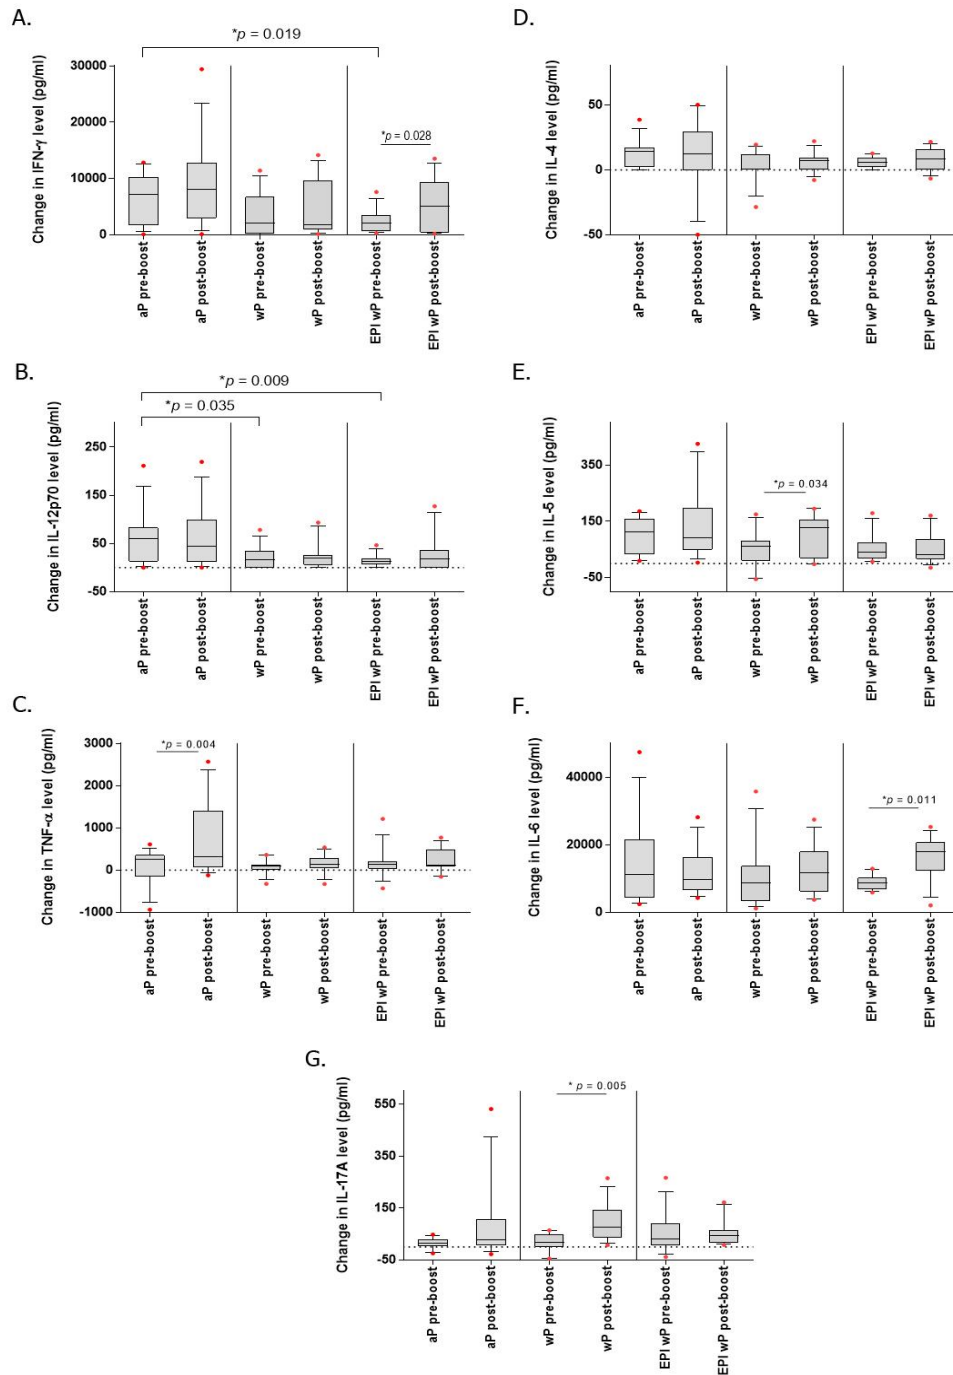 A.
*p = 0.019
*p = 0.028
Change in IFN-γ level (pg/ml)
30000
20000
10000
0
aP pre-boost
aP post-boost
wP pre-boost
wP post-boost
EPI wP pre-boost
EPI wP post-boost
D.
Change in IL-4 level (pg/ml)
50
0
-50
aP pre-boost
aP post-boost
wP pre-boost
wP post-boost
EPI wP pre-boost
EPI wP post-boost
B.
*p = 0.009
*p = 0.035
Change in IL-12p70 level (pg/ml)
250
150
50
-50
aP pre-boost
aP post-boost
wP pre-boost
wP post-boost
EPI wP pre-boost
EPI wP post-boost
E.
*p = 0.034
Change in IL-5 level (pg/ml)
350
150
-50
aP pre-boost
aP post-boost
wP pre-boost
wP post-boost
EPI wP pre-boost
EPI wP post-boost
C.
*p = 0.004
Change in TNF-α level (pg/ml)
3000
2000
1000
0
-1000
aP pre-boost
aP post-boost
wP pre-boost
wP post-boost
EPI wP pre-boost
EPI wP post-boost
F.
*p = 0.011
Change in IL-6 level (pg/ml)
40000
20000
0
aP pre-boost
aP post-boost
wP pre-boost
wP post-boost
EPI wP pre-boost
EPI wP post-boost
G.
* p = 0.005
Change in IL-17A level (pg/ml)
550
350
150
-50
aP pre-boost
aP post-boost
wP pre-boost
wP post-boost
EPI wP pre-boost
EPI wP post-boost